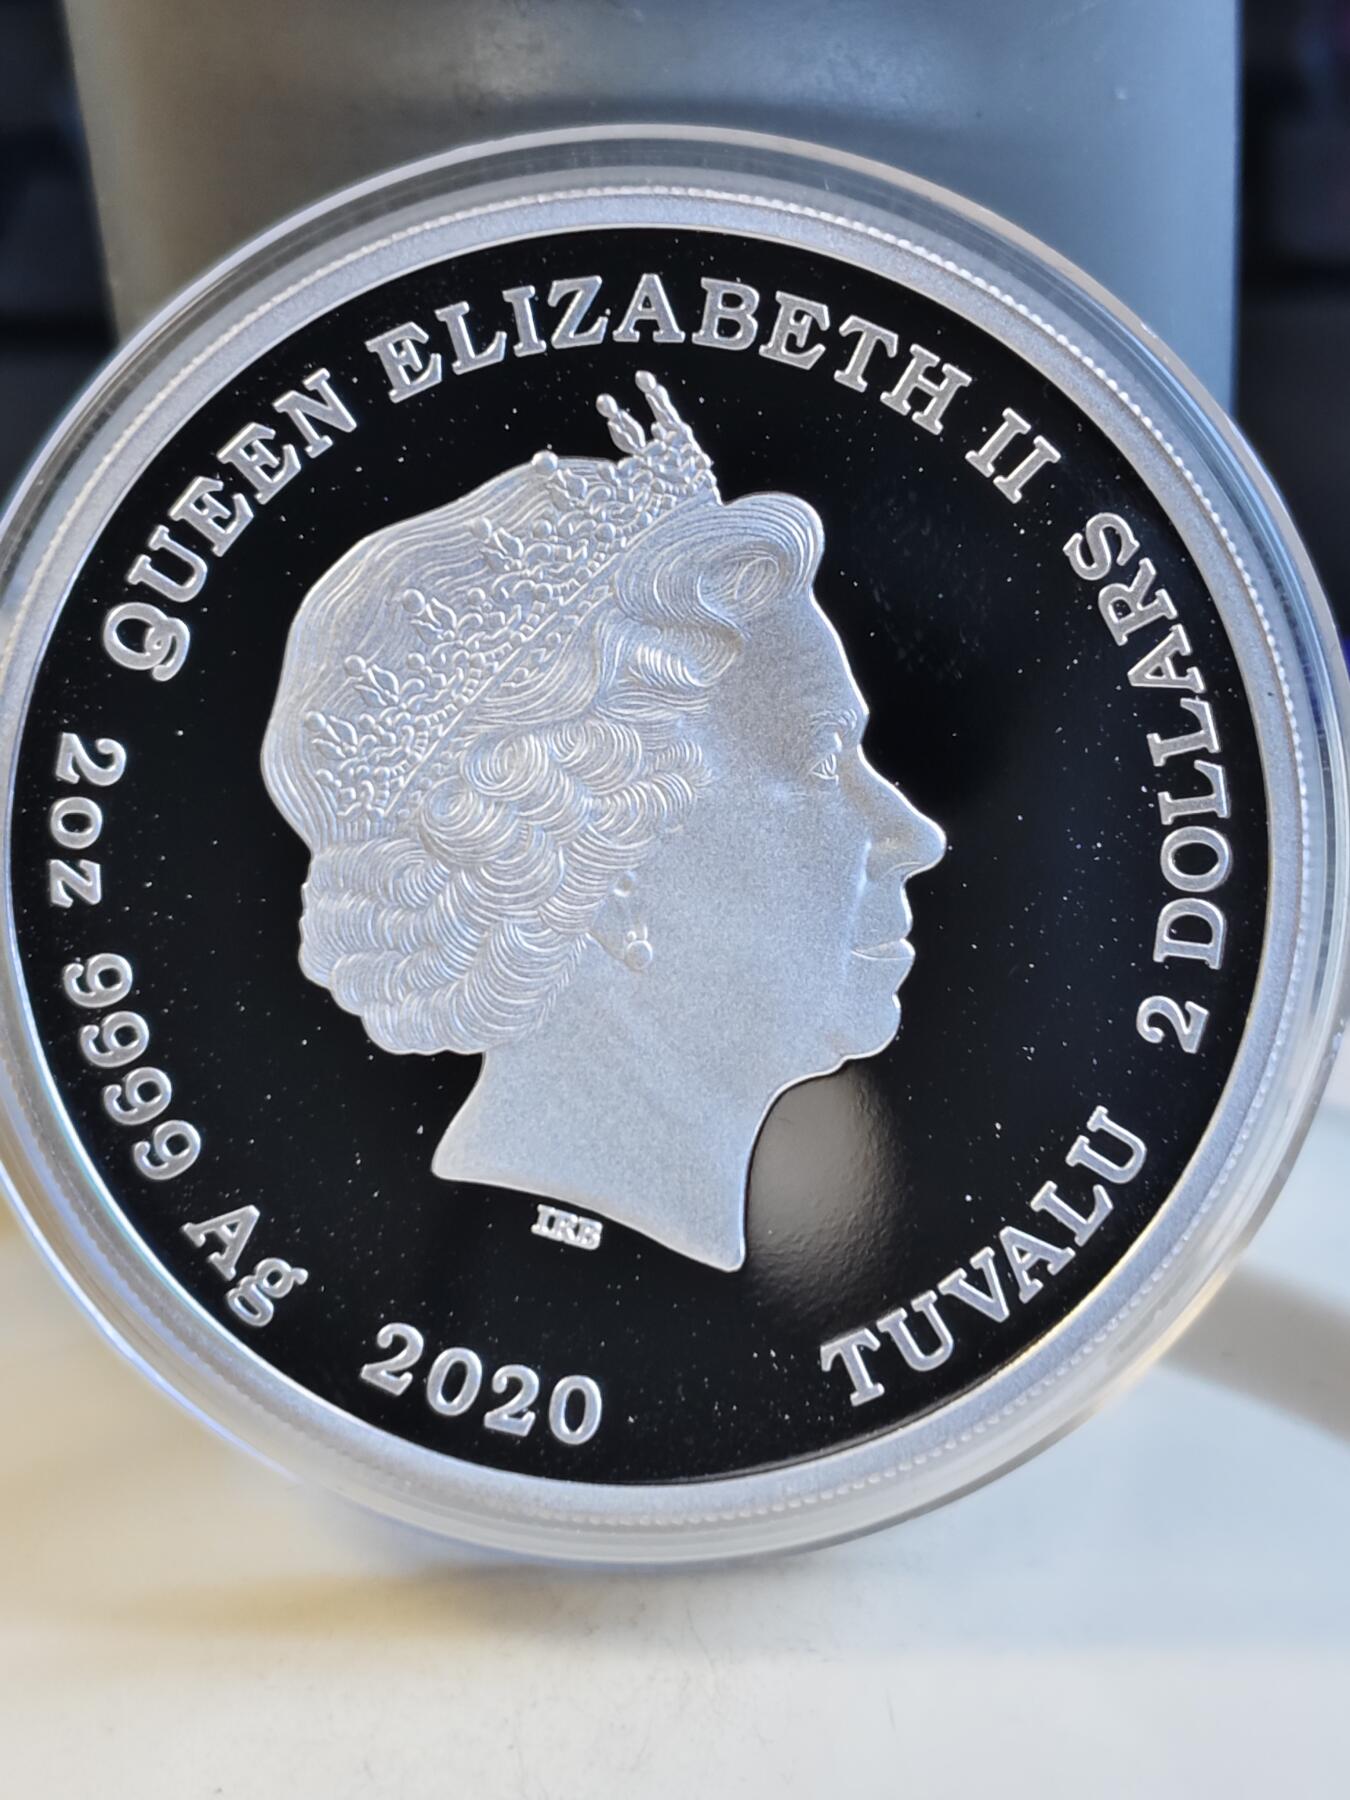 QUEEN ELIZABETH II
2 DOLLARS
TUVALU
2020
2oz 9999 Ag
IRB